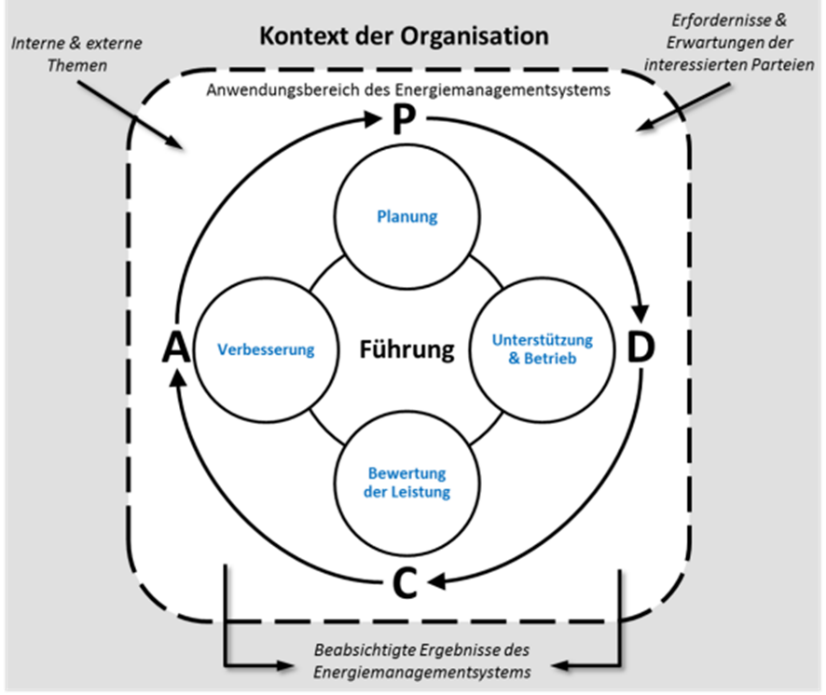 Kontext der Organisation
Interne & externe
Themen
Erfordernisse &
Erwartungen der
interessierten Parteien
Anwendungsbereich des Energiemanagementsystems
P
Planung
A
Verbesserung
Führung
Unterstützung
& Betrieb
D
Bewertung
der Leistung
C
Beabsichtigte Ergebnisse des
Energiemanagementsystems